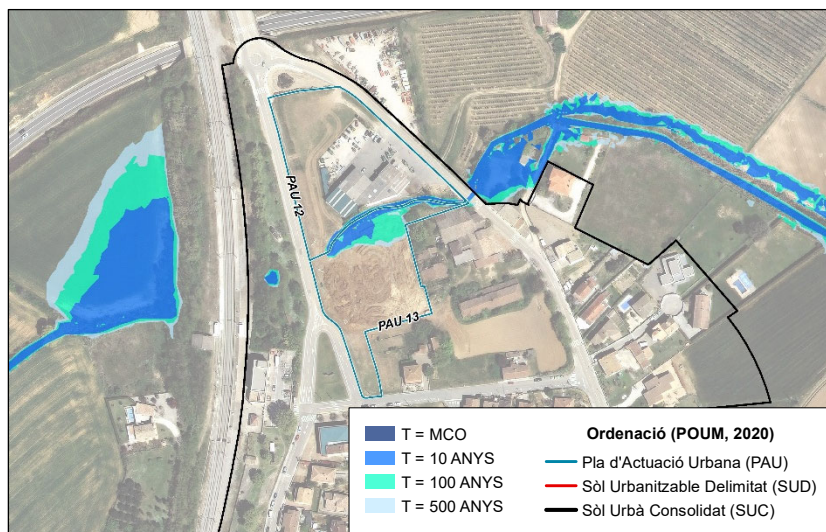 PAU 12
PAU 13
T = MCO
T = 10 ANYS
T = 100 ANYS
T = 500 ANYS
Ordenació (POUM, 2020)
Pla d'Actuació Urbana (PAU)
Sòl Urbanitzable Delimitat (SUD)
Sòl Urbà Consolidat (SUC)